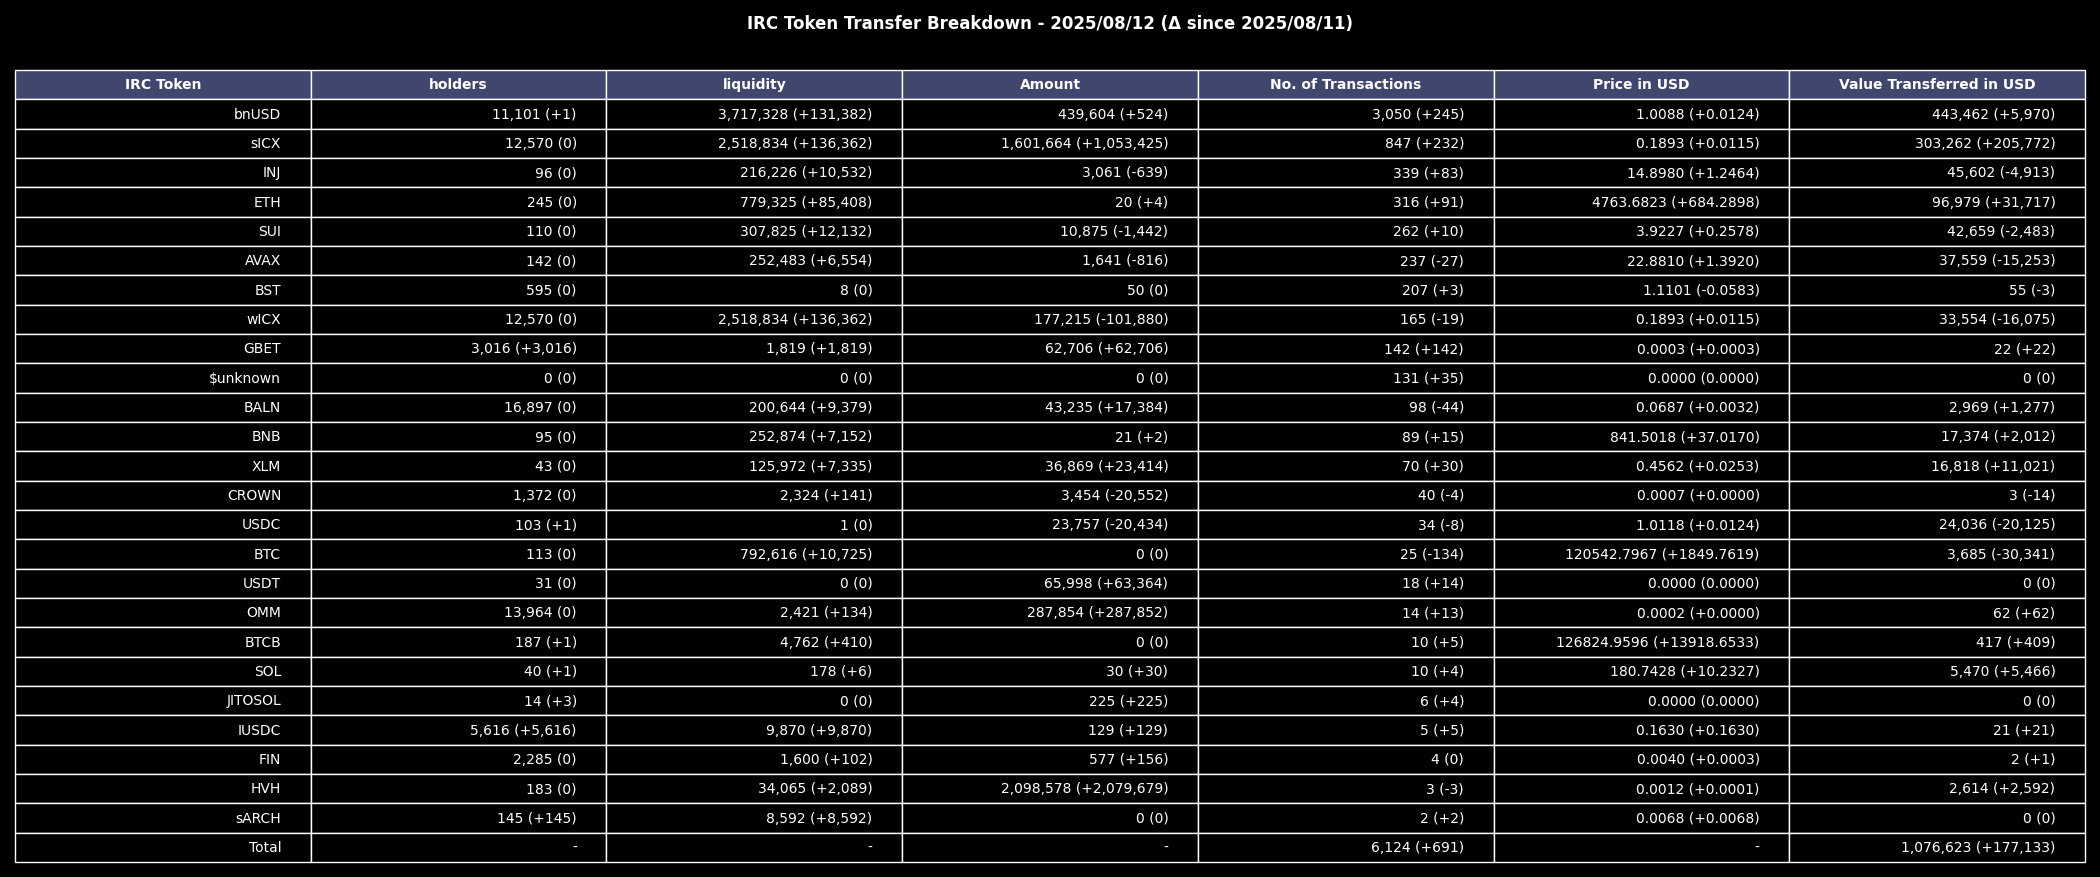 IRC Token Transfer Breakdown - 2025/08/12 (Δ since 2025/08/11)
IRC Token holders liquidity Amount No. of Transactions Price in USD Value Transferred in USD
bnUSD 11,101 (+1) 3,717,328 (+131,382) 439,604 (+524) 3,050 (+245) 1.0088 (+0.0124) 443,462 (+5,970)
sICX 12,570 (0) 2,518,834 (+136,362) 1,601,664 (+1,053,425) 847 (+232) 0.1893 (+0.0115) 303,262 (+205,772)
INJ 96 (0) 216,226 (+10,532) 3,061 (-639) 339 (+83) 14.8980 (+1.2464) 45,602 (-4,913)
ETH 245 (0) 779,325 (+85,408) 20 (+4) 316 (+91) 4763.6823 (+684.2898) 96,979 (+31,717)
SUI 110 (0) 307,825 (+12,132) 10,875 (-1,442) 262 (+10) 3.9227 (+0.2578) 42,659 (-2,483)
AVAX 142 (0) 252,483 (+6,554) 1,641 (-816) 237 (-27) 22.8810 (+1.3920) 37,559 (-15,253)
BST 595 (0) 8 (0) 50 (0) 207 (+3) 1.1101 (-0.0583) 55 (-3)
wICX 12,570 (0) 2,518,834 (+136,362) 177,215 (-101,880) 165 (-19) 0.1893 (+0.0115) 33,554 (-16,075)
GBET 3,016 (+3,016) 1,819 (+1,819) 62,706 (+62,706) 142 (+142) 0.0003 (+0.0003) 22 (+22)
$unknown 0 (0) 0 (0) 0 (0) 131 (+35) 0.0000 (0.0000) 0 (0)
BALN 16,897 (0) 200,644 (+9,379) 43,235 (+17,384) 98 (-44) 0.0687 (+0.0032) 2,969 (+1,277)
BNB 95 (0) 252,874 (+7,152) 21 (+2) 89 (+15) 841.5018 (+37.0170) 17,374 (+2,012)
XLM 43 (0) 125,972 (+7,335) 36,869 (+23,414) 70 (+30) 0.4562 (+0.0253) 16,818 (+11,021)
CROWN 1,372 (0) 2,324 (+141) 3,454 (-20,552) 40 (-4) 0.0007 (+0.0000) 3 (-14)
USDC 103 (+1) 1 (0) 23,757 (-20,434) 34 (-8) 1.0118 (+0.0124) 24,036 (-20,125)
BTC 113 (0) 792,616 (+10,725) 0 (0) 25 (-134) 120542.7967 (+1849.7619) 3,685 (-30,341)
USDT 31 (0) 0 (0) 65,998 (+63,364) 18 (+14) 0.0000 (0.0000) 0 (0)
OMM 13,964 (0) 2,421 (+134) 287,854 (+287,852) 14 (+13) 0.0002 (+0.0000) 62 (+62)
BTCB 187 (+1) 4,762 (+410) 0 (0) 10 (+5) 126824.9596 (+13918.6533) 417 (+409)
SOL 40 (+1) 178 (+6) 30 (+30) 10 (+4) 180.7428 (+10.2327) 5,470 (+5,466)
JITOSOL 14 (+3) 0 (0) 225 (+225) 6 (+4) 0.0000 (0.0000) 0 (0)
IUSDC 5,616 (+5,616) 9,870 (+9,870) 129 (+129) 5 (+5) 0.1630 (+0.1630) 21 (+21)
FIN 2,285 (0) 1,600 (+102) 577 (+156) 4 (0) 0.0040 (+0.0003) 2 (+1)
HVH 183 (0) 34,065 (+2,089) 2,098,578 (+2,079,679) 3 (-3) 0.0012 (+0.0001) 2,614 (+2,592)
sARCH 145 (+145) 8,592 (+8,592) 0 (0) 2 (+2) 0.0068 (+0.0068) 0 (0)
Total - - - 6,124 (+691) - 1,076,623 (+177,133)